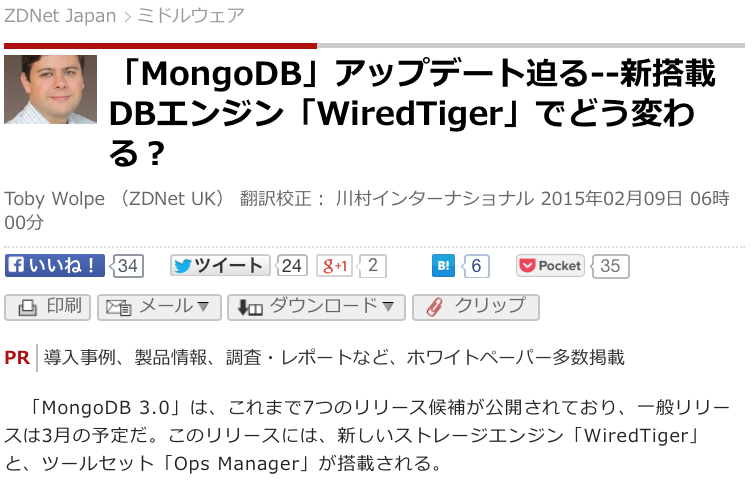 ZDNet Japan > ミドルウェア
「MongoDB」アップデート迫る--新搭載
DBエンジン「WiredTiger」でどう変わ
る？
Toby Wolpe （ZDNet UK） 翻訳校正： 川村インターナショナル 2015年02月09日 06時
00分
いいね！ 34 ツイート 24 g+1 2 B! 6 Pocket 35
印刷 メール▼ ダウンロード▼ クリップ
PR 導入事例、製品情報、調査・レポートなど、ホワイトペーパー多数掲載
「MongoDB 3.0」は、これまで7つのリリース候補が公開されており、一般リリー
スは3月の予定だ。このリリースには、新しいストレージエンジン「WiredTiger」
と、ツールセット「Ops Manager」が搭載される。